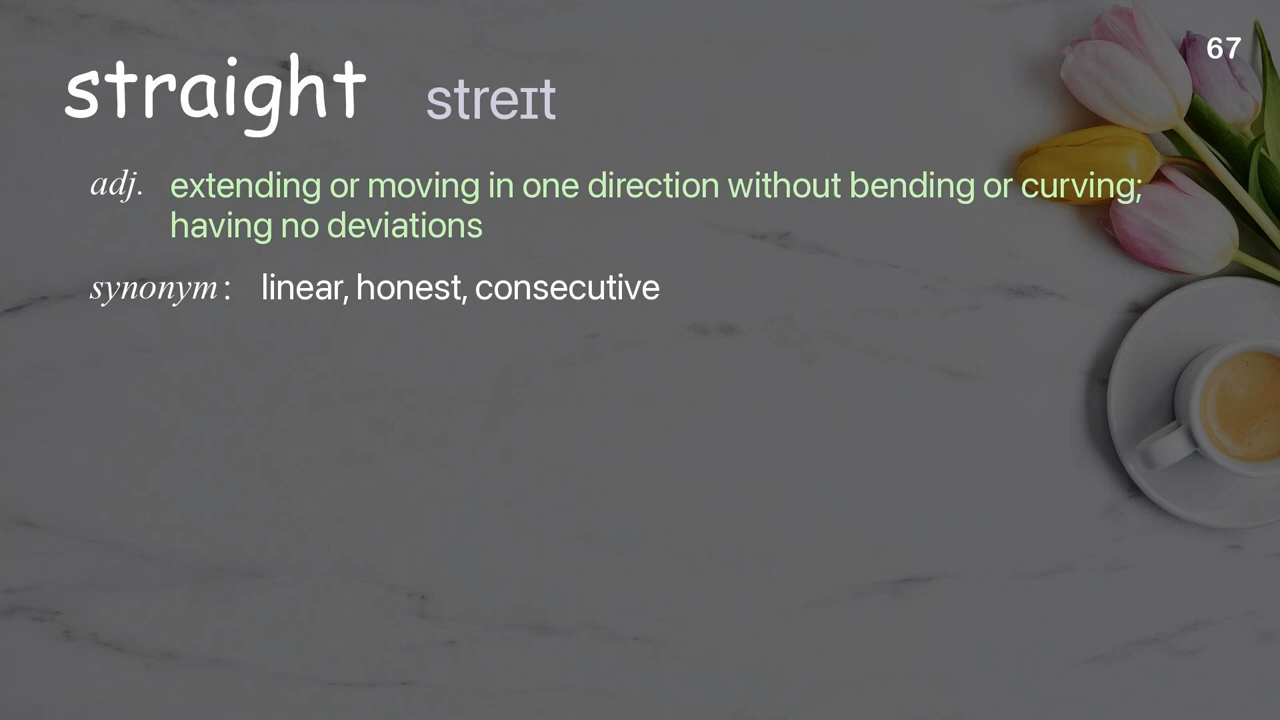 67
straight streɪt
adj. extending or moving in one direction without bending or curving;
having no deviations
synonym : linear, honest, consecutive